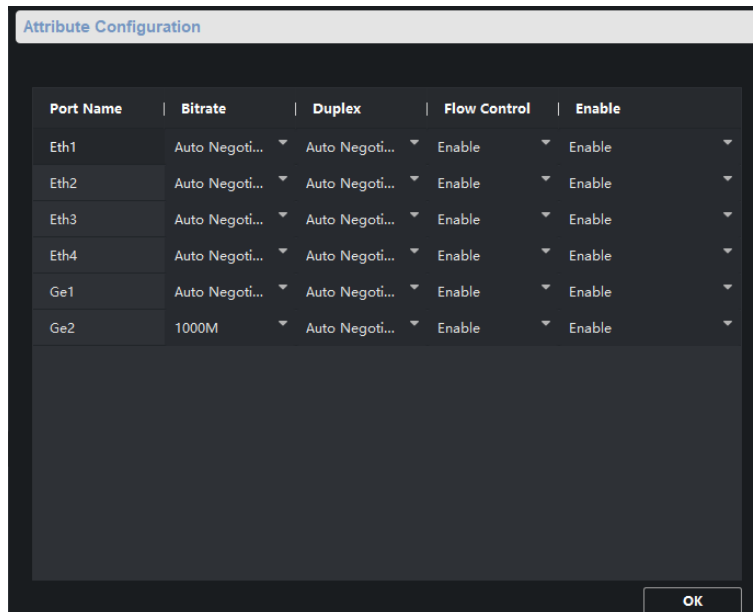 Attribute Configuration
Port Name | Bitrate | Duplex | Flow Control | Enable
Eth1 Auto Negoti... Auto Negoti... Enable Enable
Eth2 Auto Negoti... Auto Negoti... Enable Enable
Eth3 Auto Negoti... Auto Negoti... Enable Enable
Eth4 Auto Negoti... Auto Negoti... Enable Enable
Ge1 Auto Negoti... Auto Negoti... Enable Enable
Ge2 1000M Auto Negoti... Enable Enable
OK